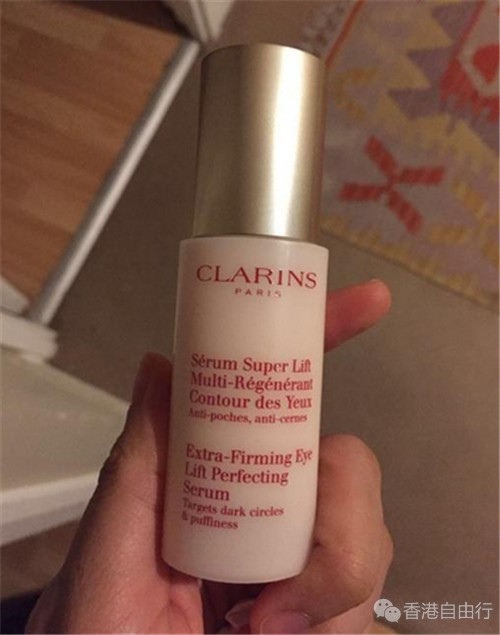 CLARINS
PARIS
Sérum Super Lift
Multi-Régénérant
Contour des Yeux
Anti-poches, anti-cernes
Extra-Firming Eye
Lift Perfecting
Serum
Targets dark circles
& puffiness
香港自由行